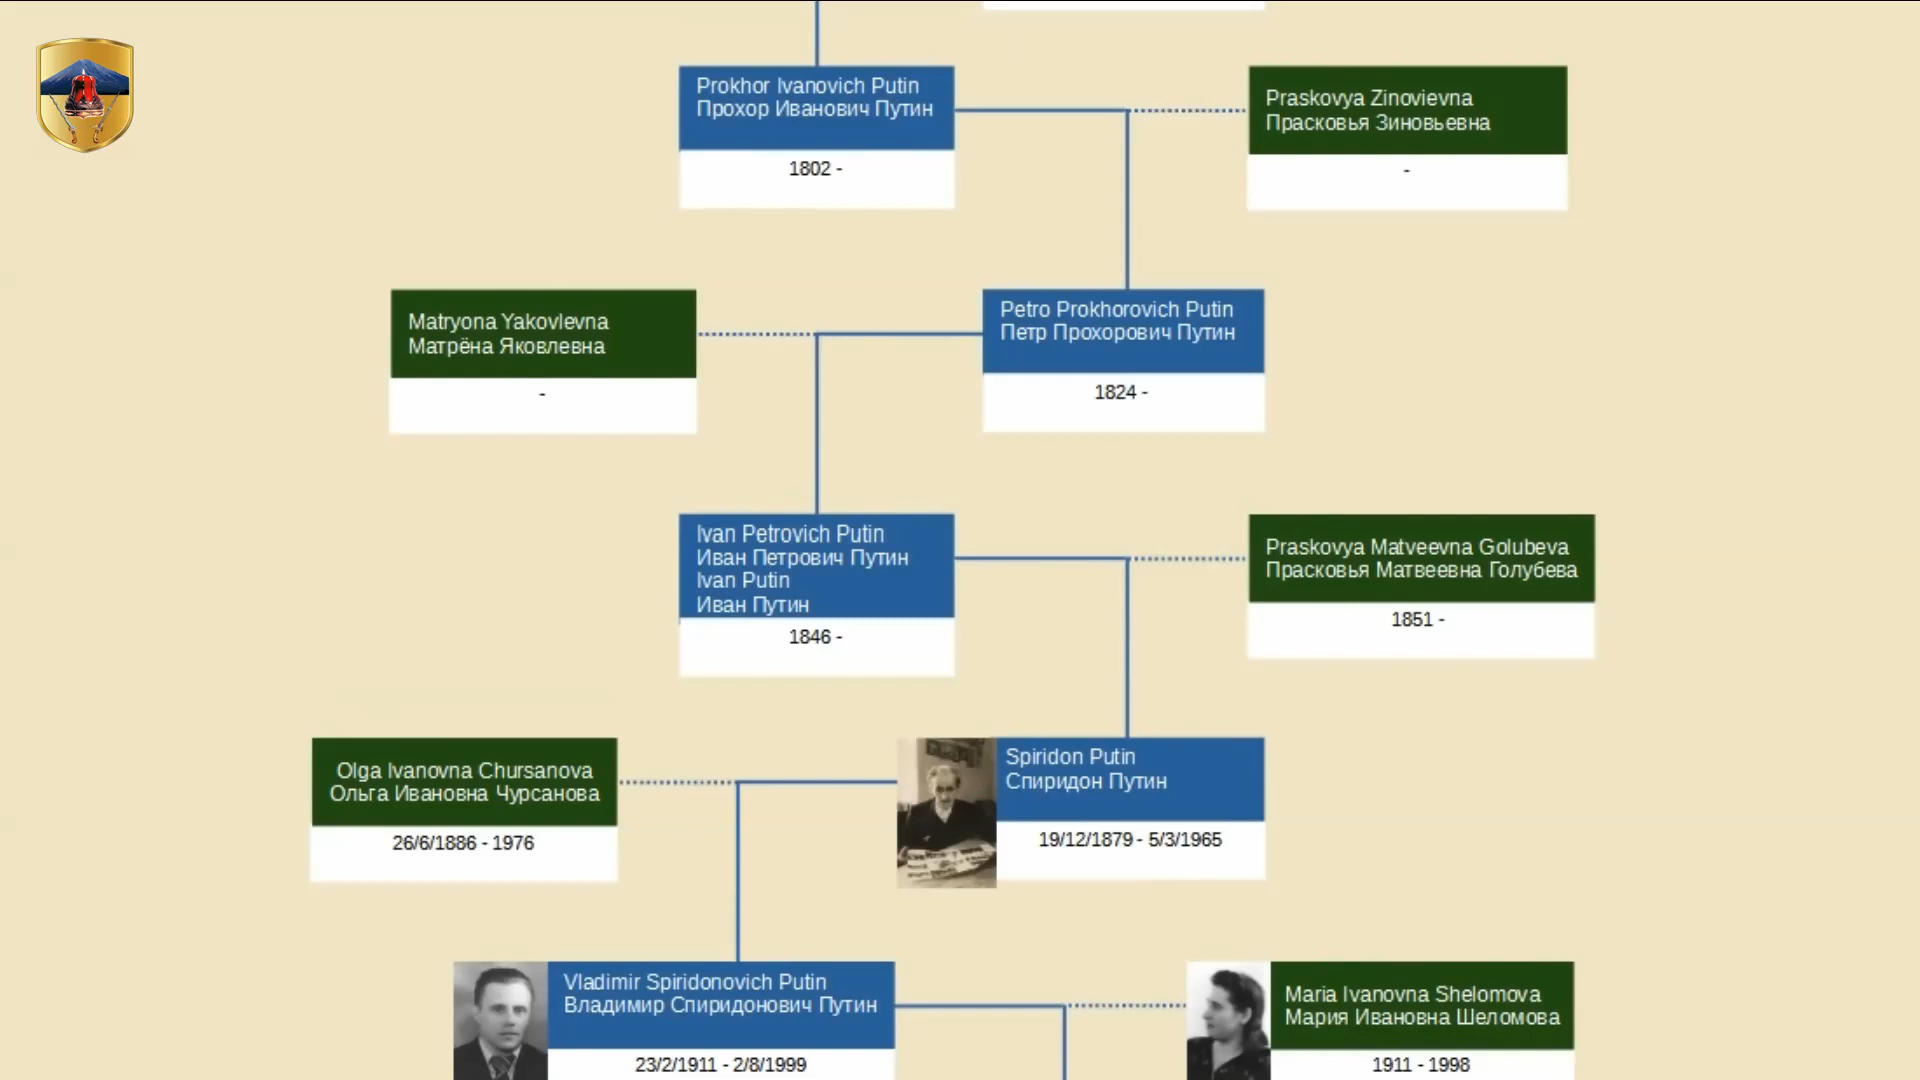 Prokhor Ivanovich Putin
Прохор Иванович Путин
1802 -
Praskovya Zinovievna
Прасковья Зиновьевна
-
Matryona Yakovlevna
Матрёна Яковлевна
-
Petro Prokhorovich Putin
Петр Прохорович Путин
1824 -
Ivan Petrovich Putin
Иван Петрович Путин
Ivan Putin
Иван Путин
1846 -
Praskovya Matveevna Golubeva
Прасковья Матвеевна Голубева
1851 -
Olga Ivanovna Chursanova
Ольга Ивановна Чурсанова
26/6/1886 - 1976
Spiridon Putin
Спиридон Путин
19/12/1879 - 5/3/1965
Vladimir Spiridonovich Putin
Владимир Спиридонович Путин
23/2/1911 - 2/8/1999
Maria Ivanovna Shelomova
Мария Ивановна Шеломова
1911 - 1998